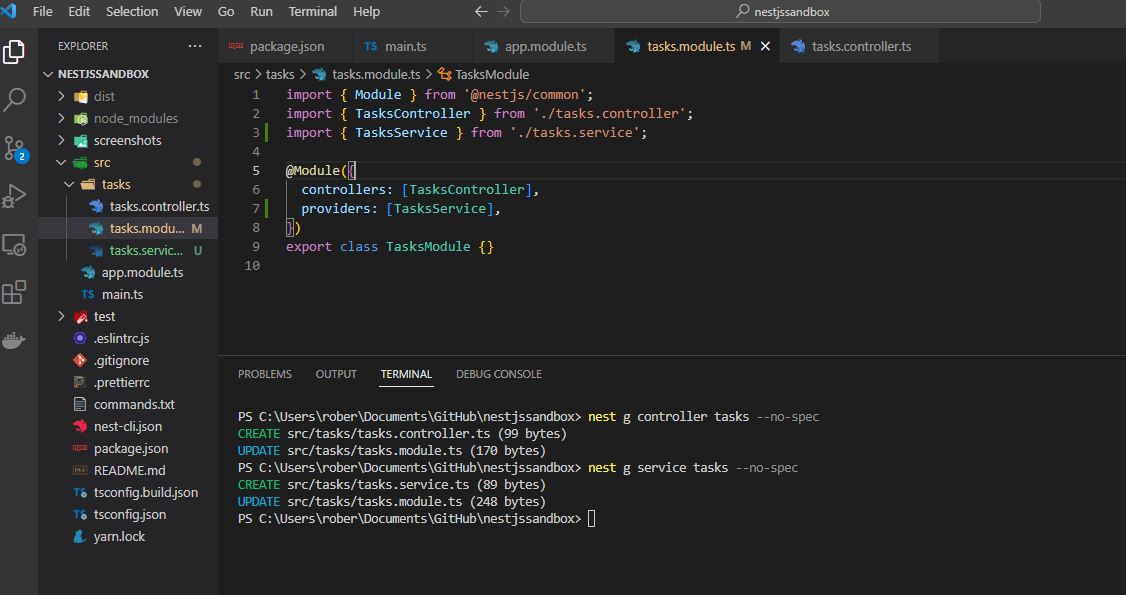 File Edit Selection View Go Run Terminal Help
nestjssandbox
EXPLORER
package.json
TS main.ts
app.module.ts
tasks.module.ts M
tasks.controller.ts
NESTJSSANDBOX
dist
node_modules
screenshots
src
tasks
tasks.controller.ts
tasks.modu... M
tasks.servic... U
app.module.ts
TS main.ts
test
.eslintrc.js
.gitignore
.prettierrc
commands.txt
nest-cli.json
package.json
README.md
TS tsconfig.build.json
TS tsconfig.json
yarn.lock
2
src > tasks > tasks.module.ts > TasksModule
1 import { Module } from '@nestjs/common';
2 import { TasksController } from './tasks.controller';
3 import { TasksService } from './tasks.service';
4
5 @Module({
6 controllers: [TasksController],
7 providers: [TasksService],
8 })
9 export class TasksModule {}
10
PROBLEMS OUTPUT TERMINAL DEBUG CONSOLE
PS C:\Users\rober\Documents\GitHub\nestjssandbox> nest g controller tasks --no-spec
CREATE src/tasks/tasks.controller.ts (99 bytes)
UPDATE src/tasks/tasks.module.ts (170 bytes)
PS C:\Users\rober\Documents\GitHub\nestjssandbox> nest g service tasks --no-spec
CREATE src/tasks/tasks.service.ts (89 bytes)
UPDATE src/tasks/tasks.module.ts (248 bytes)
PS C:\Users\rober\Documents\GitHub\nestjssandbox>